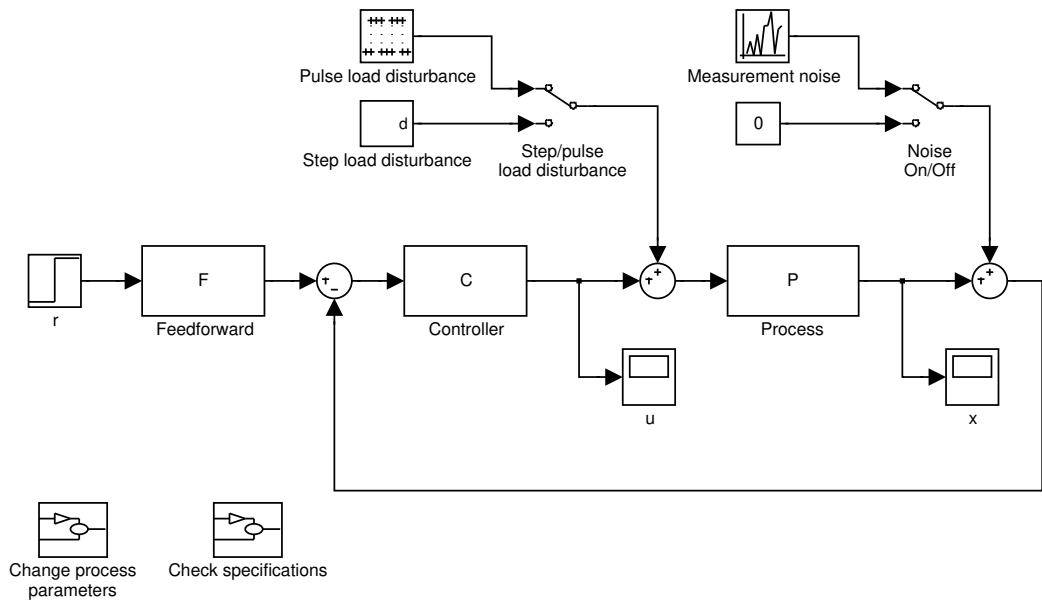 Pulse load disturbance
Measurement noise
d
0
Step load disturbance
Step/pulse
load disturbance
Noise
On/Off
r
F
Feedforward
C
Controller
P
Process
u
x
Change process
parameters
Check specifications